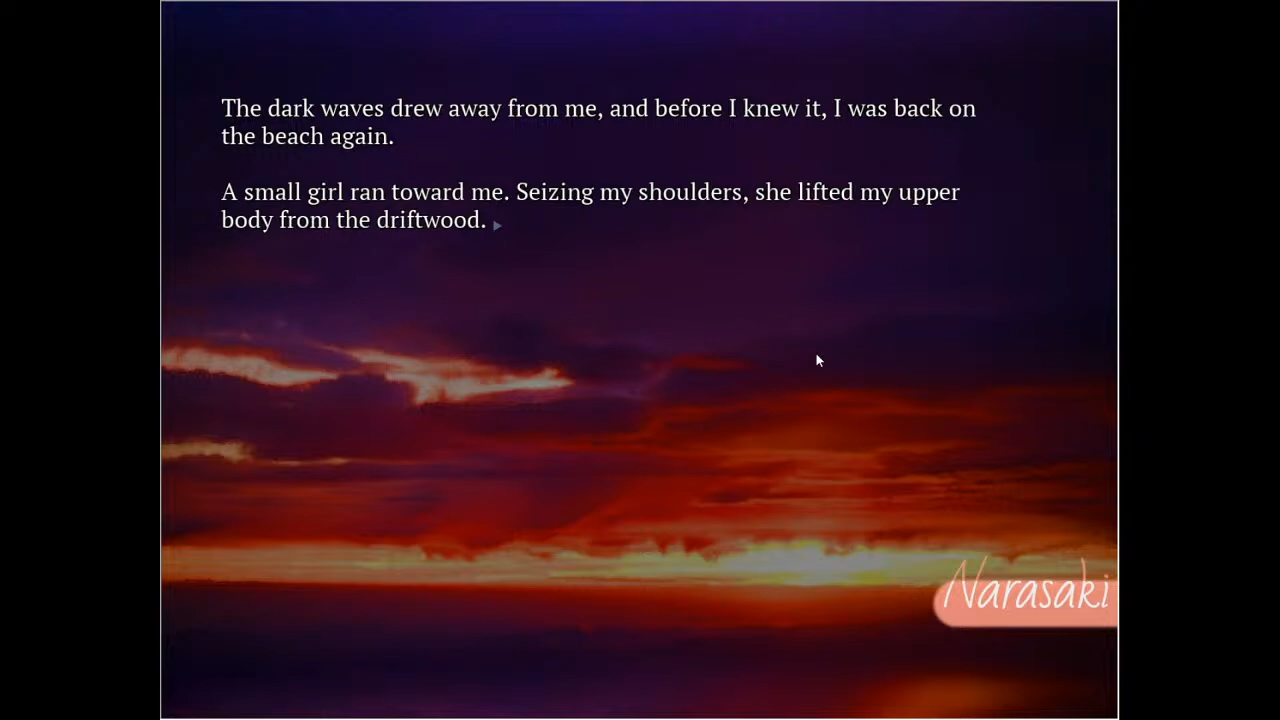 The dark waves drew away from me, and before I knew it, I was back on
the beach again.
A small girl ran toward me. Seizing my shoulders, she lifted my upper
body from the driftwood.
Narasaki